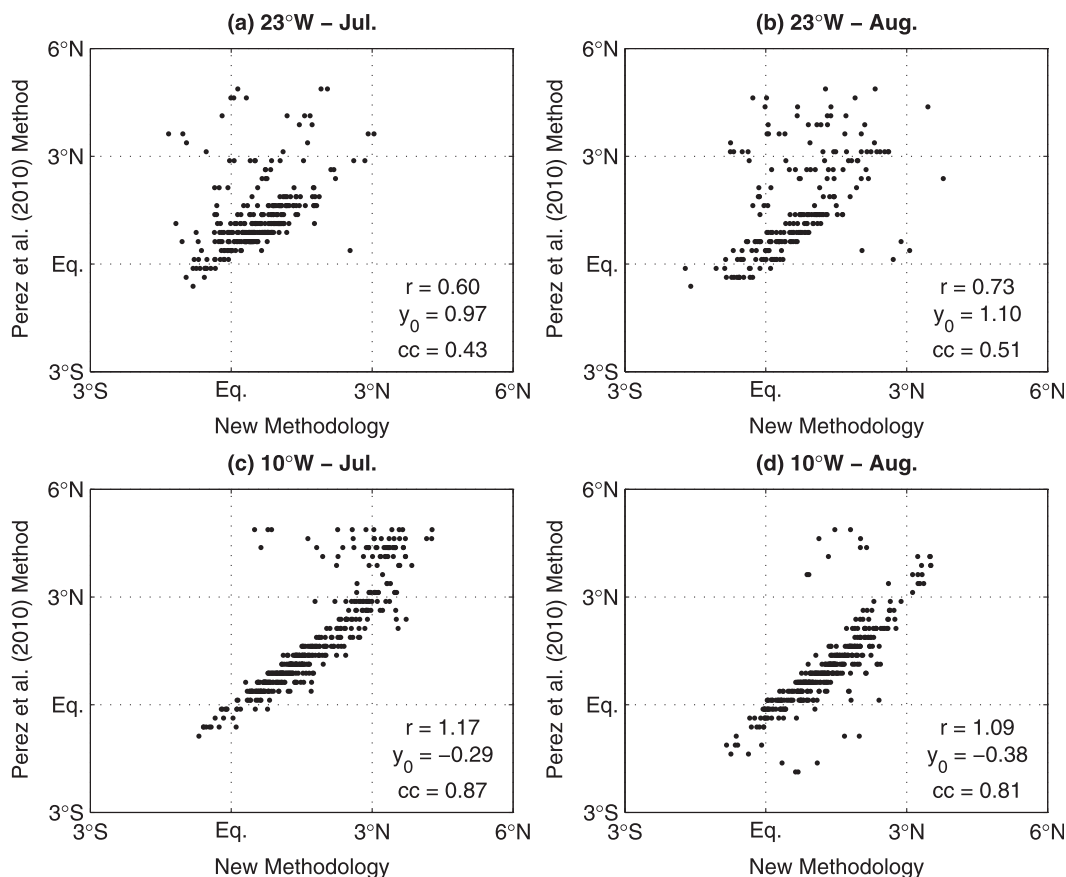 (a) 23°W – Jul.
6°N
3°N
Eq.
3°S
Perez et al. (2010) Method
r = 0.60
y0 = 0.97
cc = 0.43
3°S Eq. 3°N 6°N
New Methodology
(b) 23°W – Aug.
6°N
3°N
Eq.
3°S
Perez et al. (2010) Method
r = 0.73
y0 = 1.10
cc = 0.51
3°S Eq. 3°N 6°N
New Methodology
(c) 10°W – Jul.
6°N
3°N
Eq.
3°S
Perez et al. (2010) Method
r = 1.17
y0 = −0.29
cc = 0.87
3°S Eq. 3°N 6°N
New Methodology
(d) 10°W – Aug.
6°N
3°N
Eq.
3°S
Perez et al. (2010) Method
r = 1.09
y0 = −0.38
cc = 0.81
3°S Eq. 3°N 6°N
New Methodology